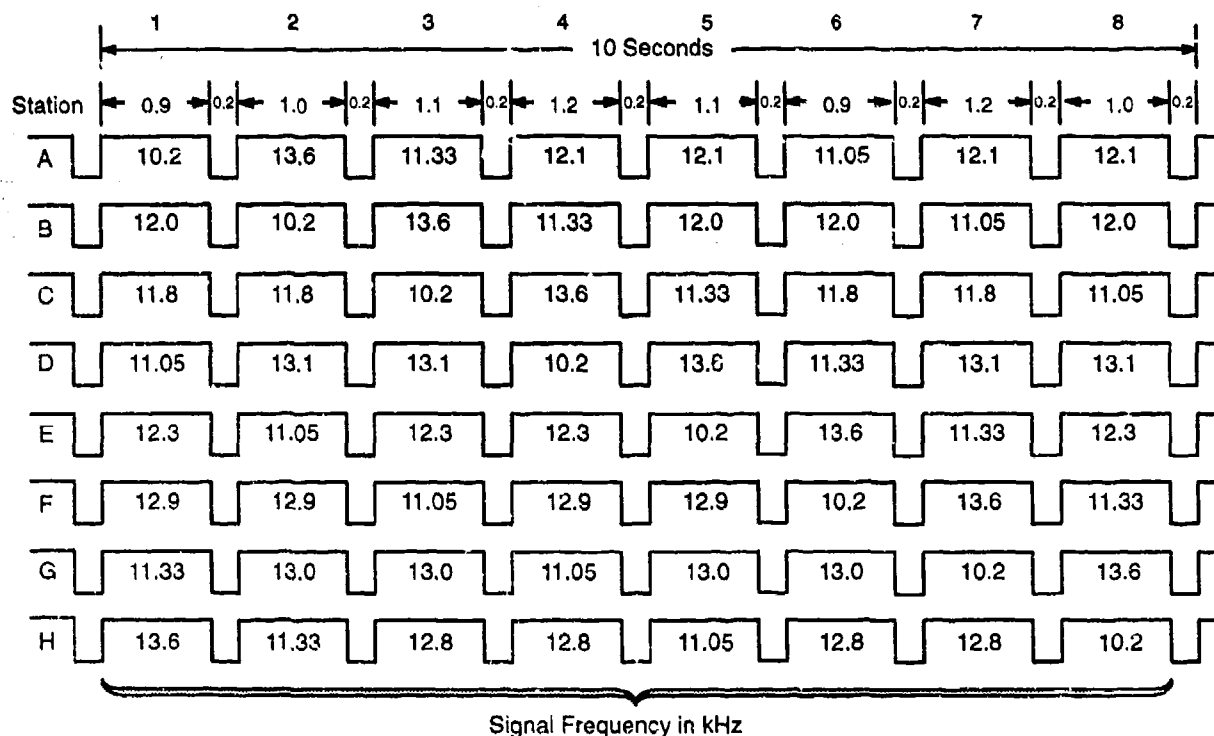 1 2 3 4 5 6 7 8
10 Seconds
Station 0.9 0.2 1.0 0.2 1.1 0.2 1.2 0.2 1.1 0.2 0.9 0.2 1.2 0.2 1.0 0.2
A 10.2 13.6 11.33 12.1 12.1 11.05 12.1 12.1
B 12.0 10.2 13.6 11.33 12.0 12.0 11.05 12.0
C 11.8 11.8 10.2 13.6 11.33 11.8 11.8 11.05
D 11.05 13.1 13.1 10.2 13.6 11.33 13.1 13.1
E 12.3 11.05 12.3 12.3 10.2 13.6 11.33 12.3
F 12.9 12.9 11.05 12.9 12.9 10.2 13.6 11.33
G 11.33 13.0 13.0 11.05 13.0 13.0 10.2 13.6
H 13.6 11.33 12.8 12.8 11.05 12.8 12.8 10.2
Signal Frequency in kHz